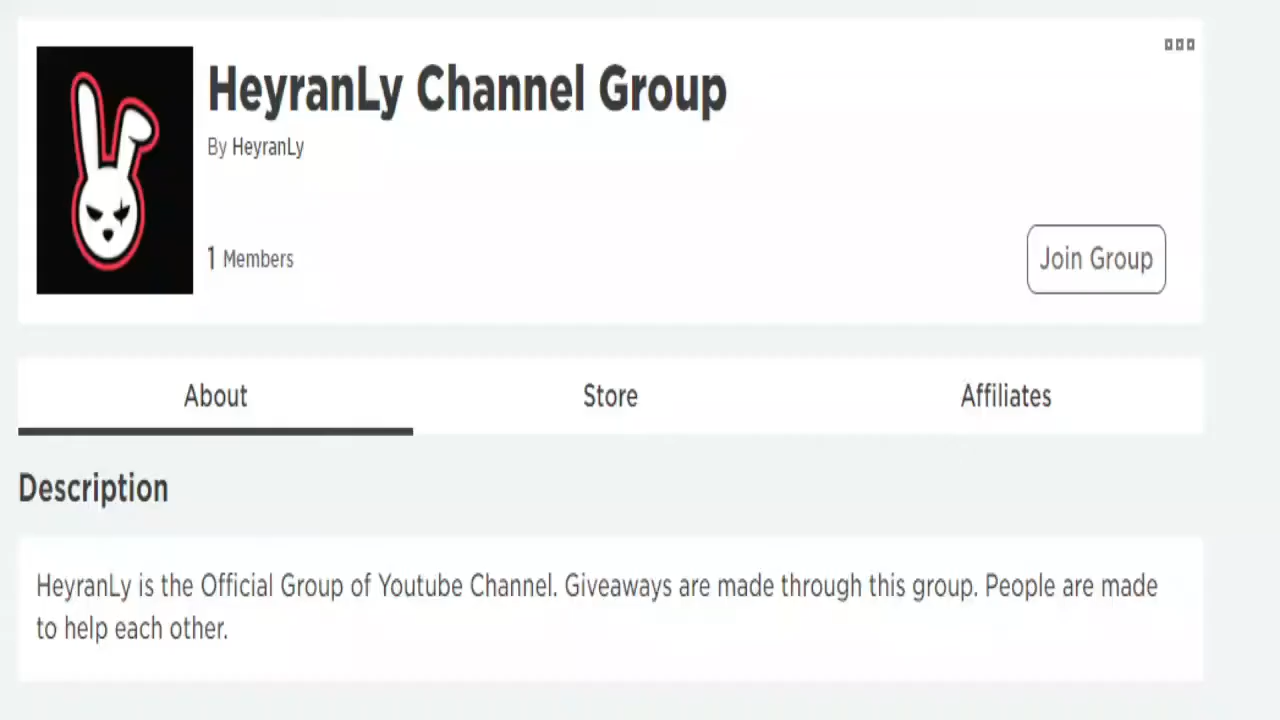 HeyranLy Channel Group
By HeyranLy
1 Members
Join Group
About
Store
Affiliates
Description
HeyranLy is the Official Group of Youtube Channel. Giveaways are made through this group. People are made
to help each other.